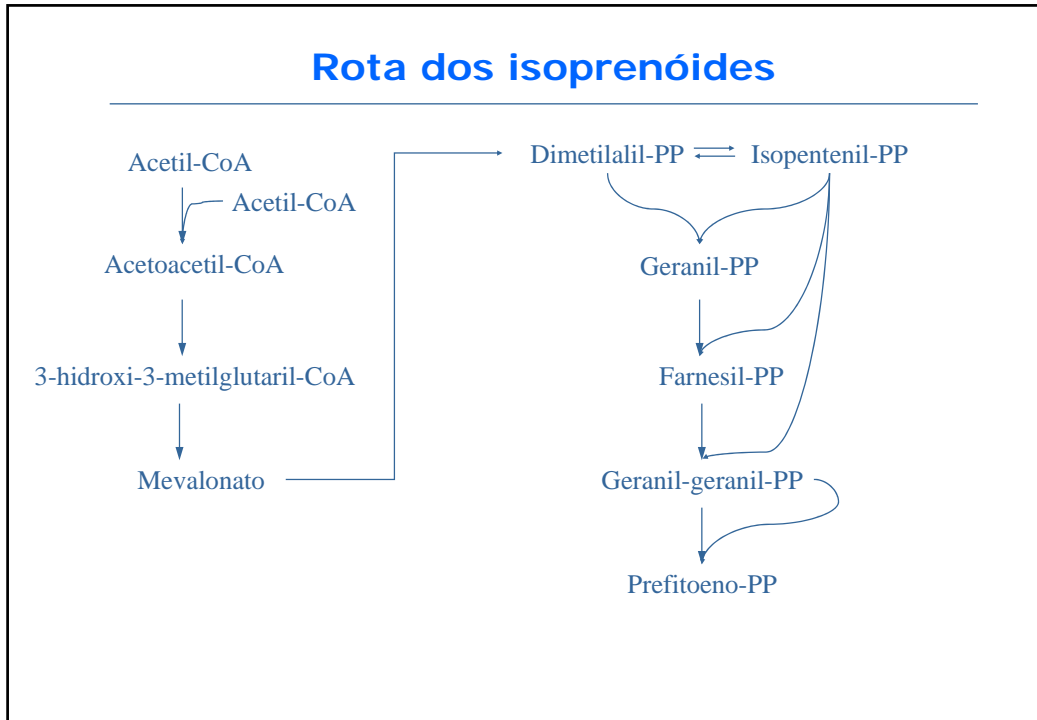 Rota dos isoprenóides
Acetil-CoA
Acetil-CoA
Acetoacetil-CoA
3-hidroxi-3-metilglutaril-CoA
Mevalonato
Dimetilalil-PP
Isopentenil-PP
Geranil-PP
Farnesil-PP
Geranil-geranil-PP
Prefitoeno-PP